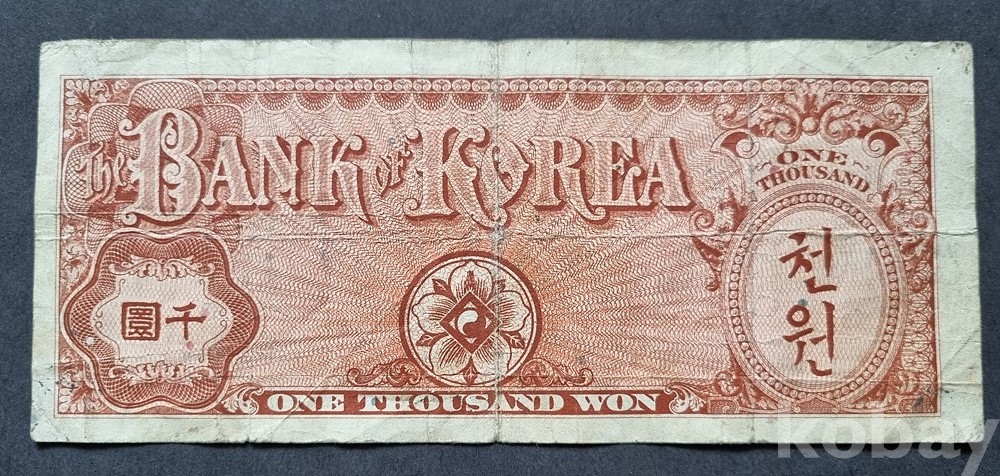 The BANK OF KOREA
ONE
THOUSAND
圓千
천
원
ONE THOUSAND WON
kobay